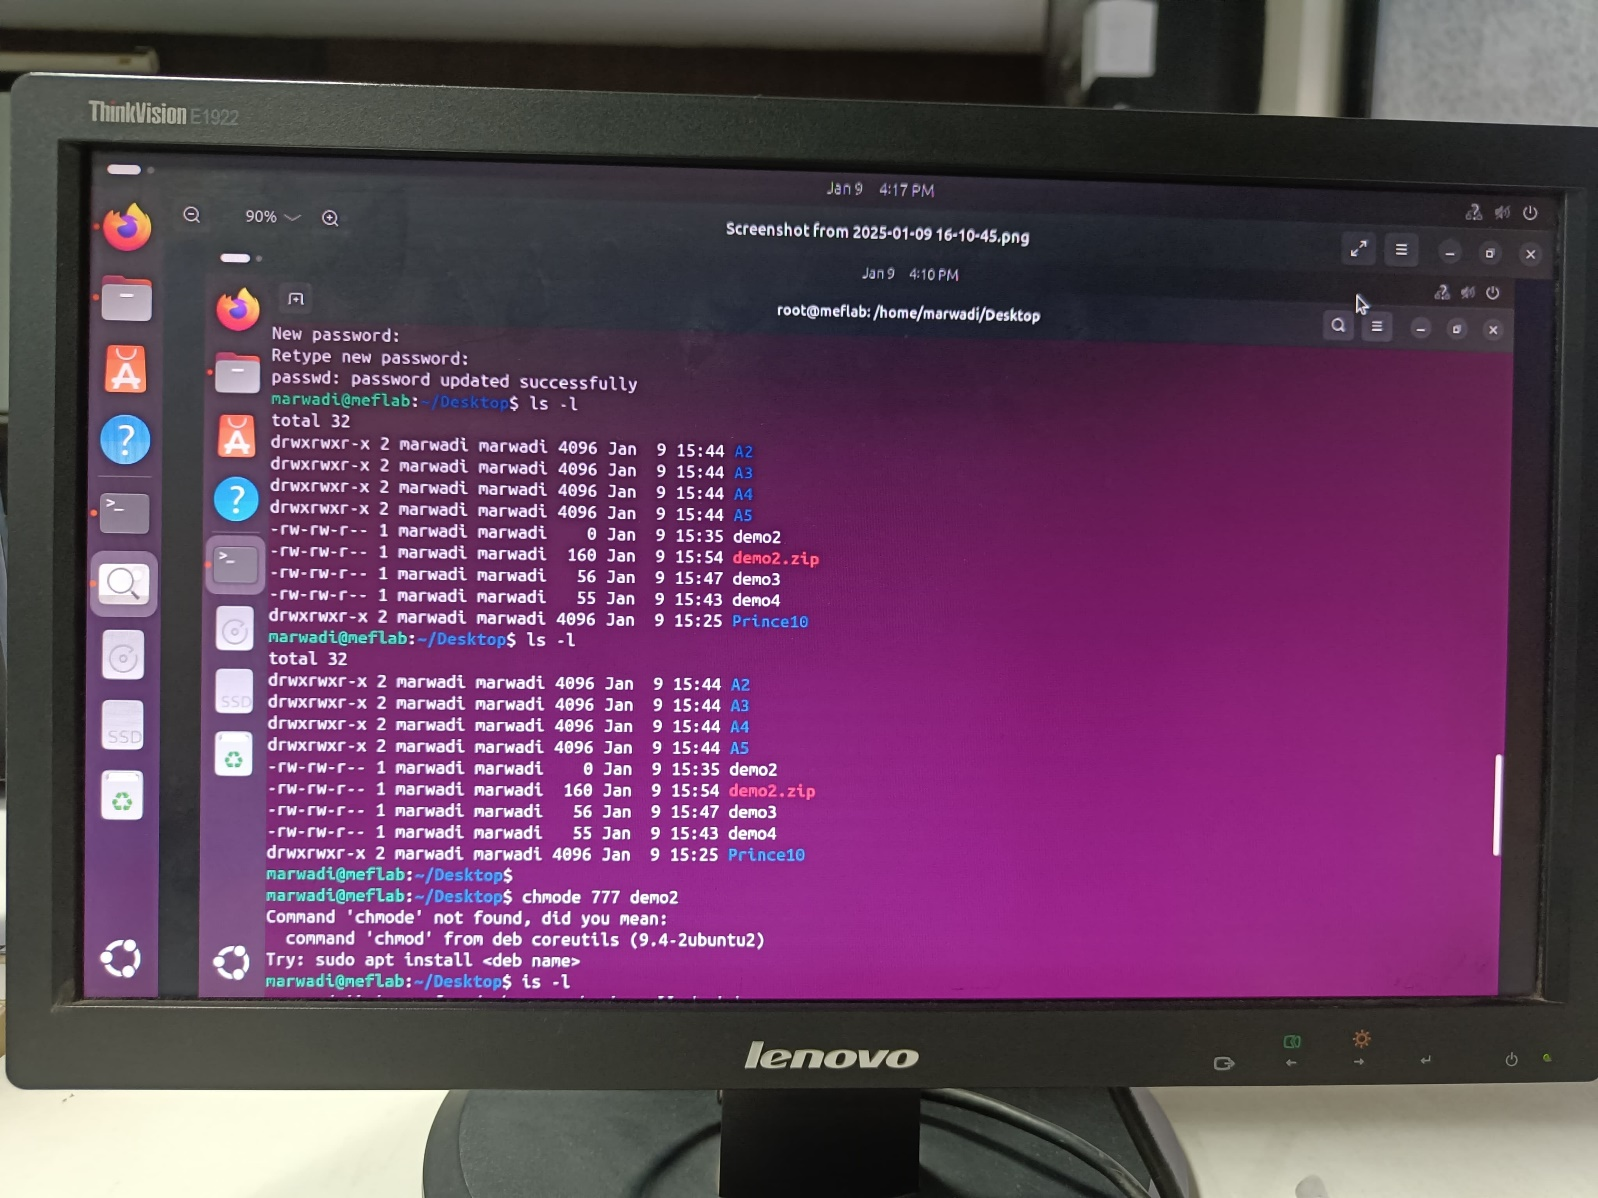 ThinkVision E1922
Jan 9 4:17 PM
90%
Screenshot from 2025-01-09 16-10-45.png
Jan 9 4:10 PM
root@meflab: /home/marwadi/Desktop
New password:
Retype new password:
passwd: password updated successfully
marwadi@meflab:~/Desktop$ ls -l
total 32
drwxrwxr-x 2 marwadi marwadi 4096 Jan 9 15:44 A2
drwxrwxr-x 2 marwadi marwadi 4096 Jan 9 15:44 A3
drwxrwxr-x 2 marwadi marwadi 4096 Jan 9 15:44 A4
drwxrwxr-x 2 marwadi marwadi 4096 Jan 9 15:44 A5
-rw-rw-r-- 1 marwadi marwadi 0 Jan 9 15:35 demo2
-rw-rw-r-- 1 marwadi marwadi 160 Jan 9 15:54 demo2.zip
-rw-rw-r-- 1 marwadi marwadi 56 Jan 9 15:47 demo3
-rw-rw-r-- 1 marwadi marwadi 55 Jan 9 15:43 demo4
drwxrwxr-x 2 marwadi marwadi 4096 Jan 9 15:25 Prince10
marwadi@meflab:~/Desktop$ ls -l
total 32
drwxrwxr-x 2 marwadi marwadi 4096 Jan 9 15:44 A2
drwxrwxr-x 2 marwadi marwadi 4096 Jan 9 15:44 A3
drwxrwxr-x 2 marwadi marwadi 4096 Jan 9 15:44 A4
drwxrwxr-x 2 marwadi marwadi 4096 Jan 9 15:44 A5
-rw-rw-r-- 1 marwadi marwadi 0 Jan 9 15:35 demo2
-rw-rw-r-- 1 marwadi marwadi 160 Jan 9 15:54 demo2.zip
-rw-rw-r-- 1 marwadi marwadi 56 Jan 9 15:47 demo3
-rw-rw-r-- 1 marwadi marwadi 55 Jan 9 15:43 demo4
drwxrwxr-x 2 marwadi marwadi 4096 Jan 9 15:25 Prince10
marwadi@meflab:~/Desktop$
marwadi@meflab:~/Desktop$ chmode 777 demo2
Command 'chmode' not found, did you mean:
command 'chmod' from deb coreutils (9.4-2ubuntu2)
Try: sudo apt install <deb name>
marwadi@meflab:~/Desktop$ is -l
SSD
SSD
lenovo